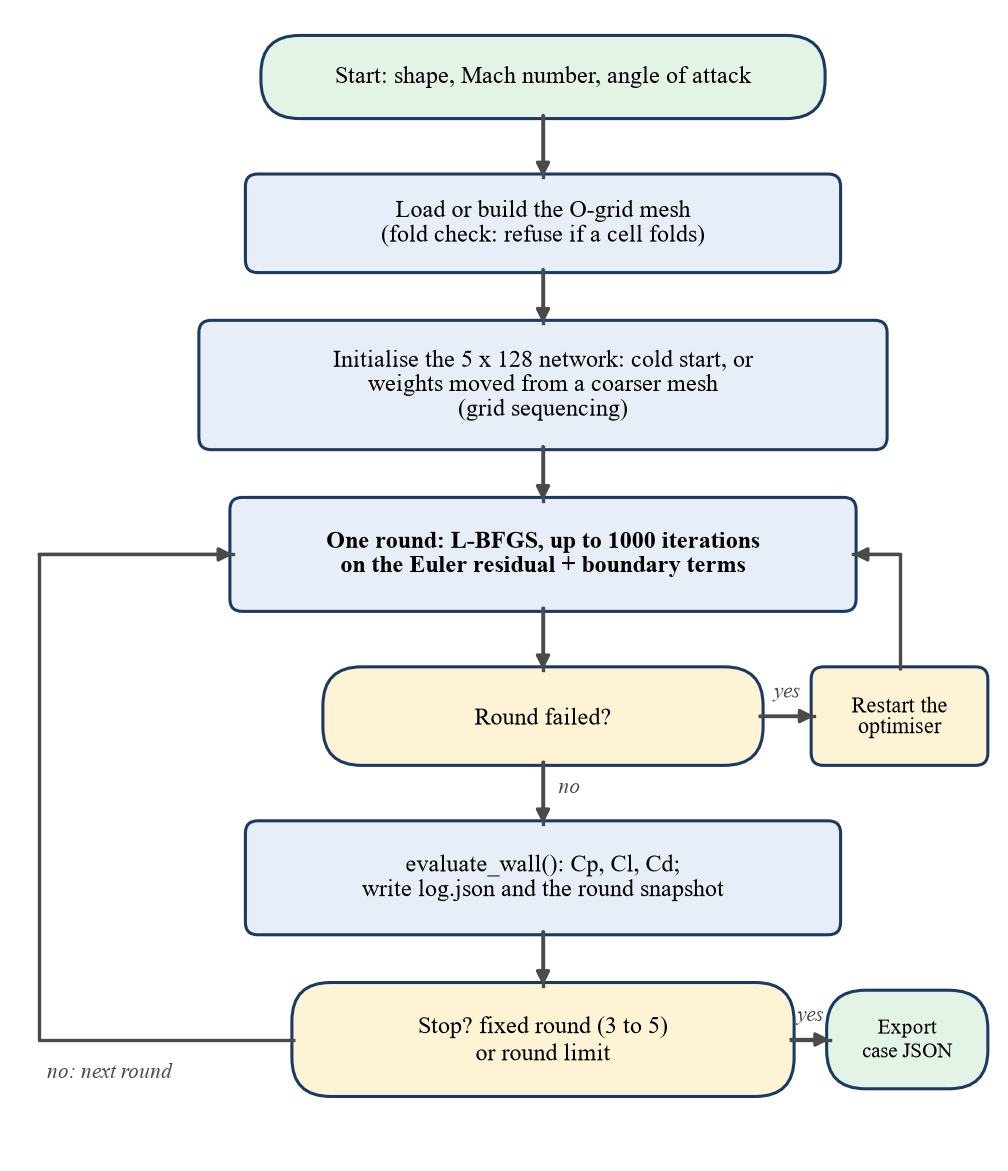 Start: shape, Mach number, angle of attack
Load or build the O-grid mesh
(fold check: refuse if a cell folds)
Initialise the 5 x 128 network: cold start, or
weights moved from a coarser mesh
(grid sequencing)
One round: L-BFGS, up to 1000 iterations
on the Euler residual + boundary terms
Round failed?
yes
Restart the
optimiser
no
evaluate_wall(): Cp, Cl, Cd;
write log.json and the round snapshot
Stop? fixed round (3 to 5)
or round limit
yes
Export
case JSON
no: next round